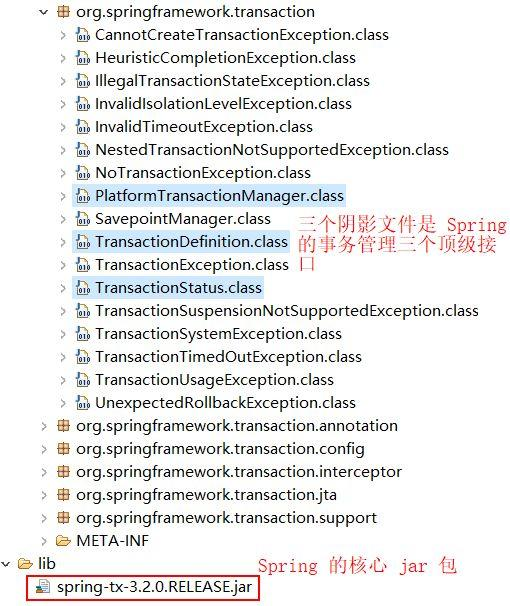 org.springframework.transaction
CannotCreateTransactionException.class
HeuristicCompletionException.class
IllegalTransactionStateException.class
InvalidIsolationLevelException.class
InvalidTimeoutException.class
NestedTransactionNotSupportedException.class
NoTransactionException.class
PlatformTransactionManager.class
SavepointManager.class
TransactionDefinition.class
TransactionException.class
TransactionStatus.class
三个阴影文件是 Spring
的事务管理三个顶级接
口
TransactionSuspensionNotSupportedException.class
TransactionSystemException.class
TransactionTimedOutException.class
TransactionUsageException.class
UnexpectedRollbackException.class
org.springframework.transaction.annotation
org.springframework.transaction.config
org.springframework.transaction.interceptor
org.springframework.transaction.jta
org.springframework.transaction.support
META-INF
lib
Spring 的核心 jar 包
spring-tx-3.2.0.RELEASE.jar